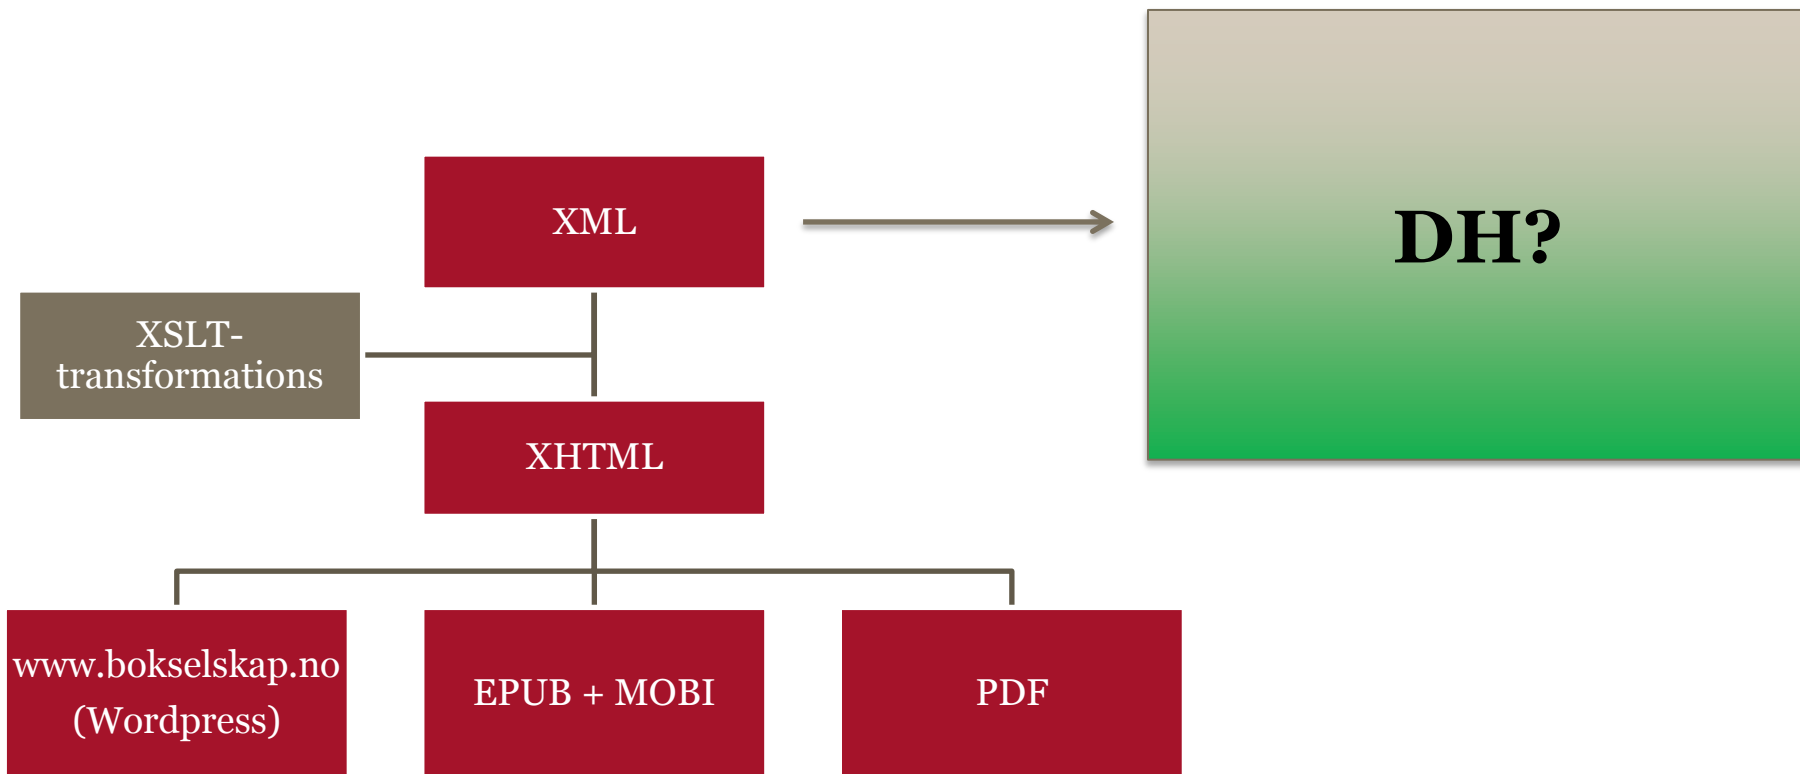 XML
DH?
XSLT-
transformations
XHTML
www.bokselskap.no
(Wordpress)
EPUB + MOBI
PDF